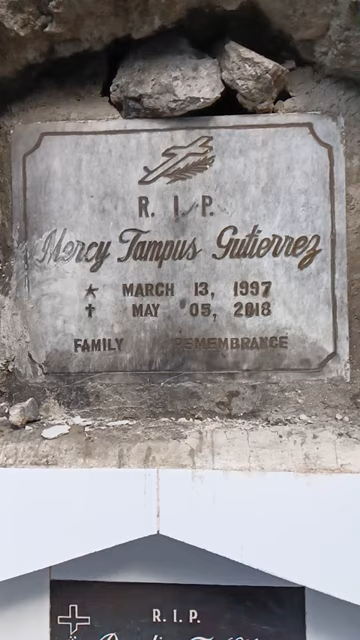 R. I. P.
Mercy Tampus Gutierrez
MARCH 13, 1997
MAY 05, 2018
FAMILY REMEMBRANCE
R.I.P.